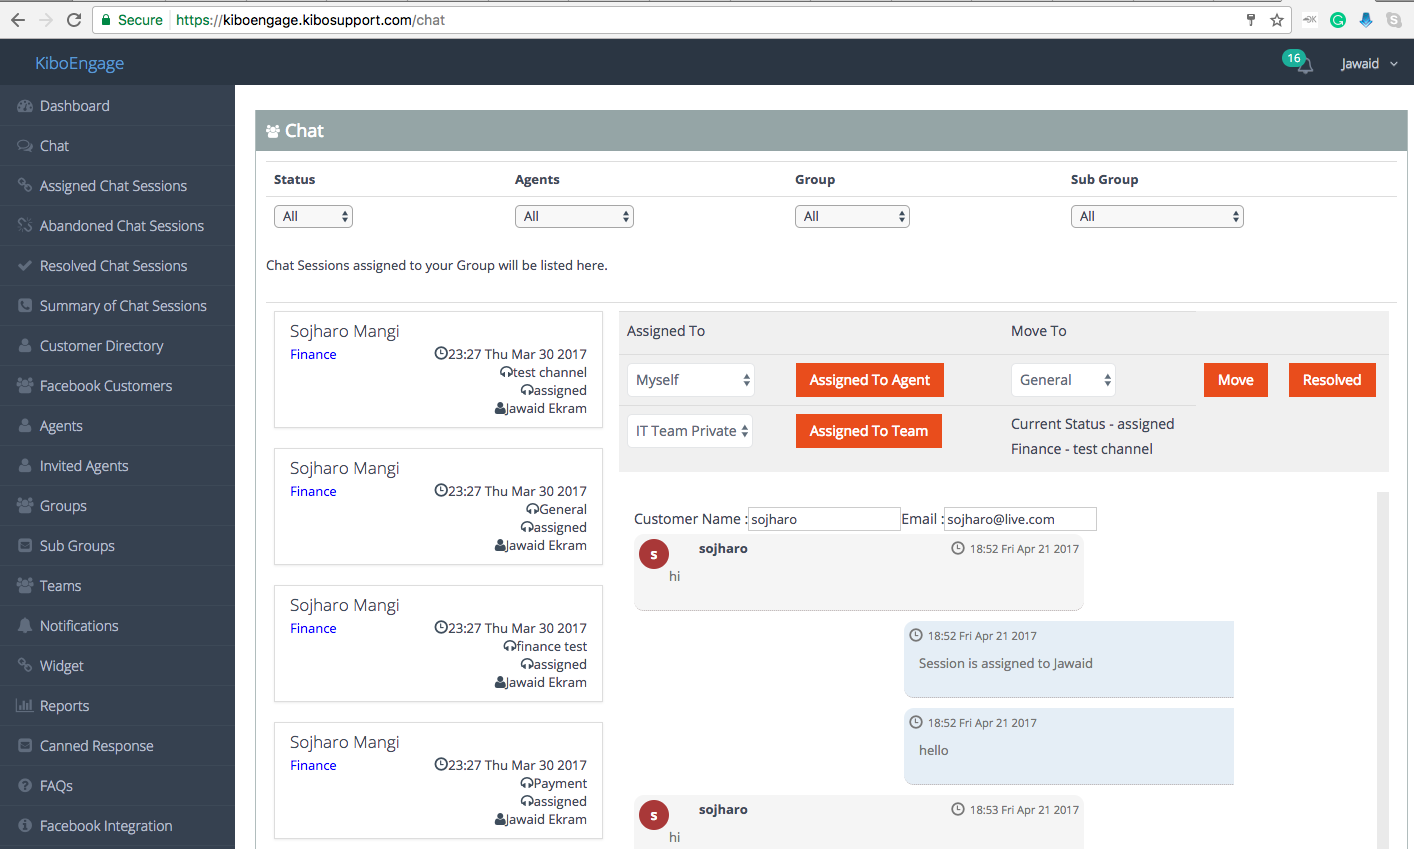 Secure https://kiboengage.kibosupport.com/chat
KiboEngage
16
Jawaid
Dashboard
Chat
Assigned Chat Sessions
Abandoned Chat Sessions
Resolved Chat Sessions
Summary of Chat Sessions
Customer Directory
Facebook Customers
Agents
Invited Agents
Groups
Sub Groups
Teams
Notifications
Widget
Reports
Canned Response
FAQs
Facebook Integration
Chat
Status Agents Group Sub Group
All All All All
Chat Sessions assigned to your Group will be listed here.
Sojharo Mangi
Finance 23:27 Thu Mar 30 2017
test channel
assigned
Jawaid Ekram
Sojharo Mangi
Finance 23:27 Thu Mar 30 2017
General
assigned
Jawaid Ekram
Sojharo Mangi
Finance 23:27 Thu Mar 30 2017
finance test
assigned
Jawaid Ekram
Sojharo Mangi
Finance 23:27 Thu Mar 30 2017
Payment
assigned
Jawaid Ekram
Assigned To Move To
Myself Assigned To Agent General Move Resolved
IT Team Private Assigned To Team Current Status - assigned
Finance - test channel
Customer Name : sojharo Email : sojharo@live.com
s sojharo 18:52 Fri Apr 21 2017
hi
18:52 Fri Apr 21 2017
Session is assigned to Jawaid
18:52 Fri Apr 21 2017
hello
s sojharo 18:53 Fri Apr 21 2017
hi